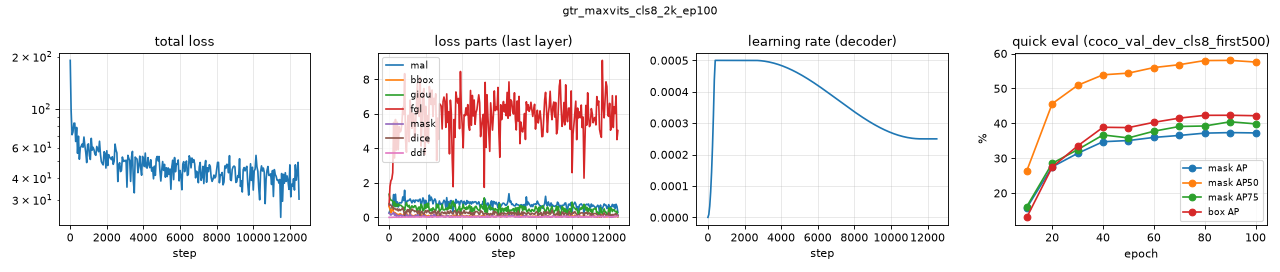 gtr_maxvits_cls8_2k_ep100
total loss
2 × 10²
10²
6 × 10¹
4 × 10¹
3 × 10¹
0 2000 4000 6000 8000 10000 12000
step
loss parts (last layer)
8
6
4
2
0
mal
bbox
giou
fgl
mask
dice
ddf
0 2000 4000 6000 8000 10000 12000
step
learning rate (decoder)
0.0005
0.0004
0.0003
0.0002
0.0001
0.0000
0 2000 4000 6000 8000 10000 12000
step
quick eval (coco_val_dev_cls8_first500)
%
60
50
40
30
20
mask AP
mask AP50
mask AP75
box AP
20 40 60 80 100
epoch